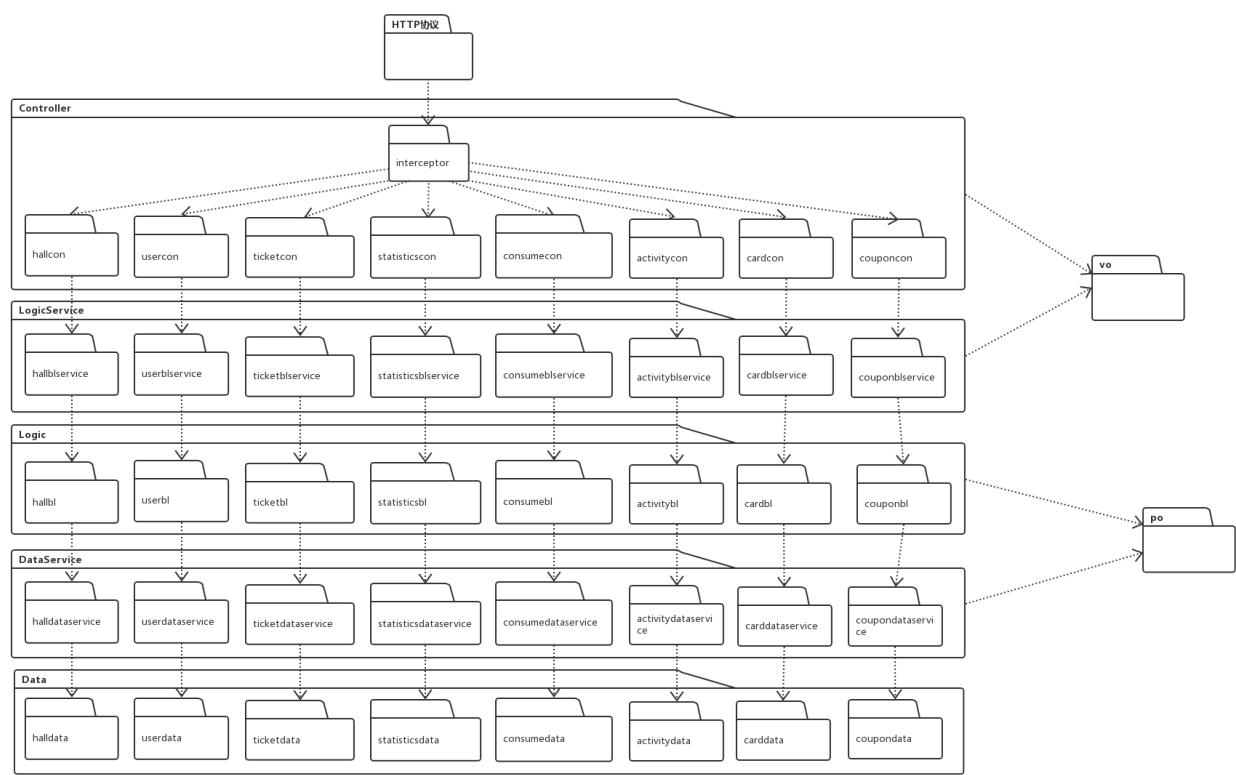 HTTP协议
Controller
interceptor
hallcon
usercon
ticketcon
statisticscon
consumecon
activitycon
cardcon
couponcon
vo
LogicService
hallblservice
userblservice
ticketblservice
statisticsblservice
consumeblservice
activityblservice
cardblservice
couponblservice
Logic
hallbl
userbl
ticketbl
statisticsbl
consumebl
activitybl
cardbl
couponbl
po
DataService
halldataservice
userdataservice
ticketdataservice
statisticsdataservice
consumedataservice
activitydataservi
ce
carddataservice
coupondataservi
ce
Data
halldata
userdata
ticketdata
statisticsdata
consumedata
activitydata
carddata
coupondata